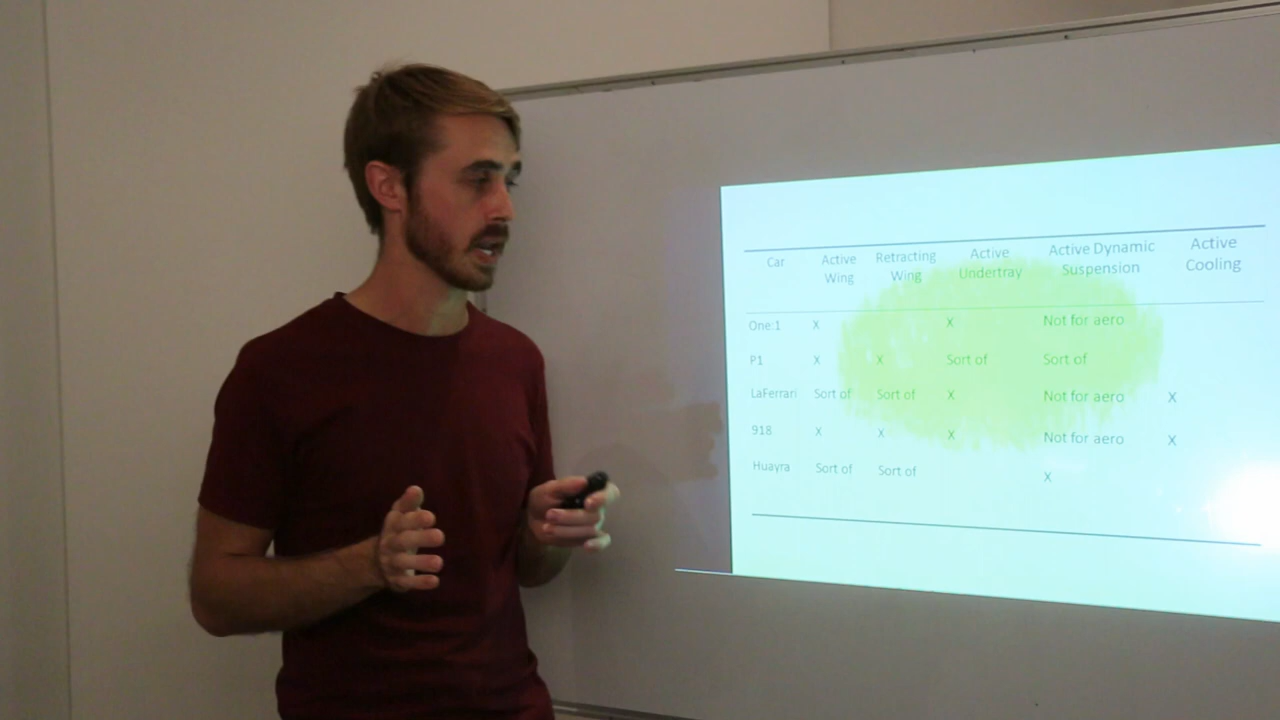 Car Active Wing Retracting Wing Active Undertray Active Dynamic Suspension Active Cooling
One:1 X X Not for aero
P1 X X Sort of Sort of
LaFerrari Sort of Sort of X Not for aero X
918 X X X Not for aero X
Huayra Sort of Sort of X